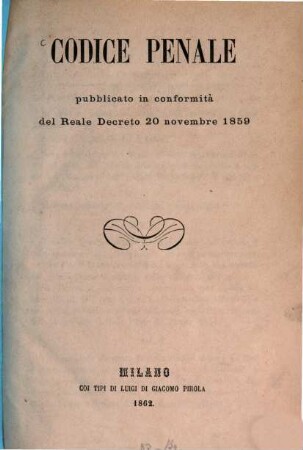 CODICE PENALE
pubblicato in conformità
del Reale Decreto 20 novembre 1859
MILANO
COI TIPI DI LUIGI DI GIACOMO PIROLA
1862.